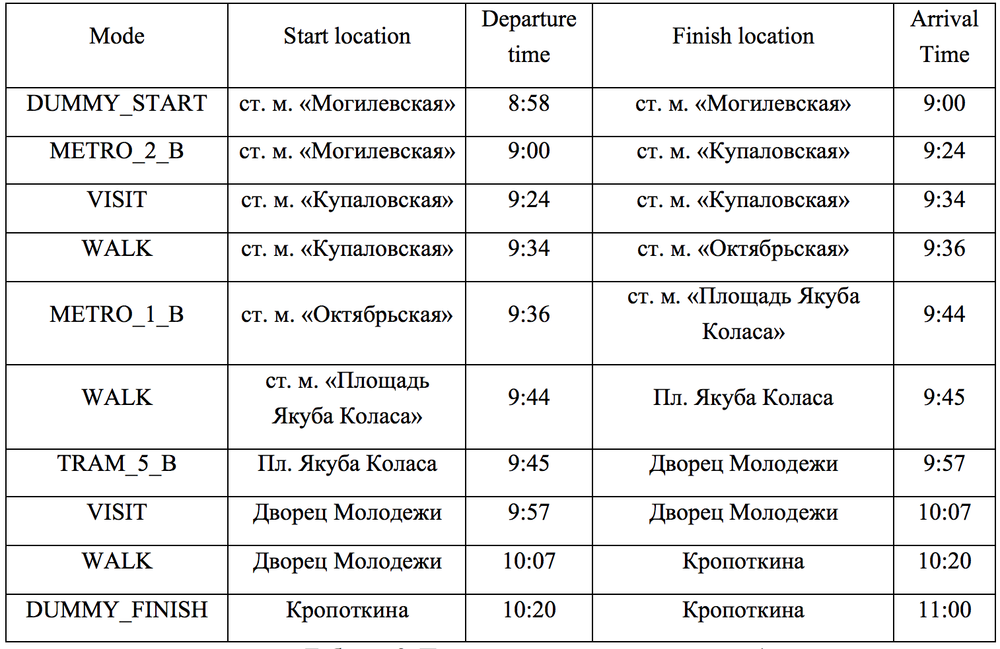 Mode Start location Departure time Finish location Arrival Time
DUMMY_START ст. м. «Могилевская» 8:58 ст. м. «Могилевская» 9:00
METRO_2_B ст. м. «Могилевская» 9:00 ст. м. «Купаловская» 9:24
VISIT ст. м. «Купаловская» 9:24 ст. м. «Купаловская» 9:34
WALK ст. м. «Купаловская» 9:34 ст. м. «Октябрьская» 9:36
METRO_1_B ст. м. «Октябрьская» 9:36 ст. м. «Площадь Якуба Коласа» 9:44
WALK ст. м. «Площадь Якуба Коласа» 9:44 Пл. Якуба Коласа 9:45
TRAM_5_B Пл. Якуба Коласа 9:45 Дворец Молодежи 9:57
VISIT Дворец Молодежи 9:57 Дворец Молодежи 10:07
WALK Дворец Молодежи 10:07 Кропоткина 10:20
DUMMY_FINISH Кропоткина 10:20 Кропоткина 11:00